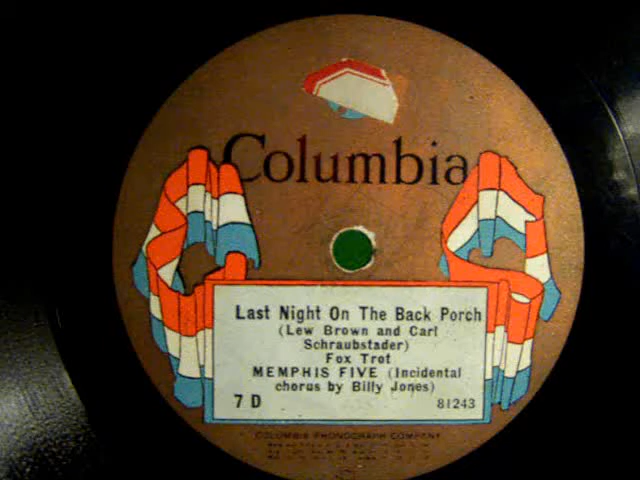 Columbia
Last Night On The Back Porch
(Lew Brown and Carl
Schraubstader)
Fox Trot
MEMPHIS FIVE (Incidental
chorus by Billy Jones)
7 D 81243
COLUMBIA PHONOGRAPH COMPANY